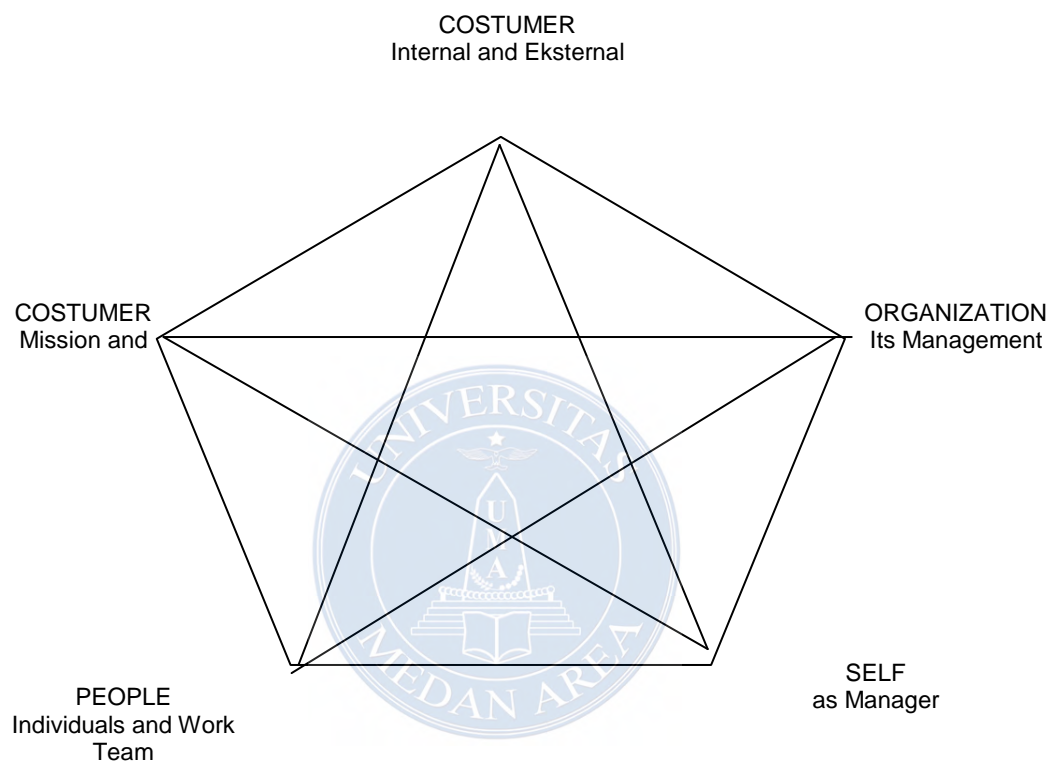 COSTUMER
Internal and Eksternal
COSTUMER
Mission and
ORGANIZATION
Its Management
UNIVERSITAS
UMA
MEDAN AREA
PEOPLE
Individuals and Work
Team
SELF
as Manager